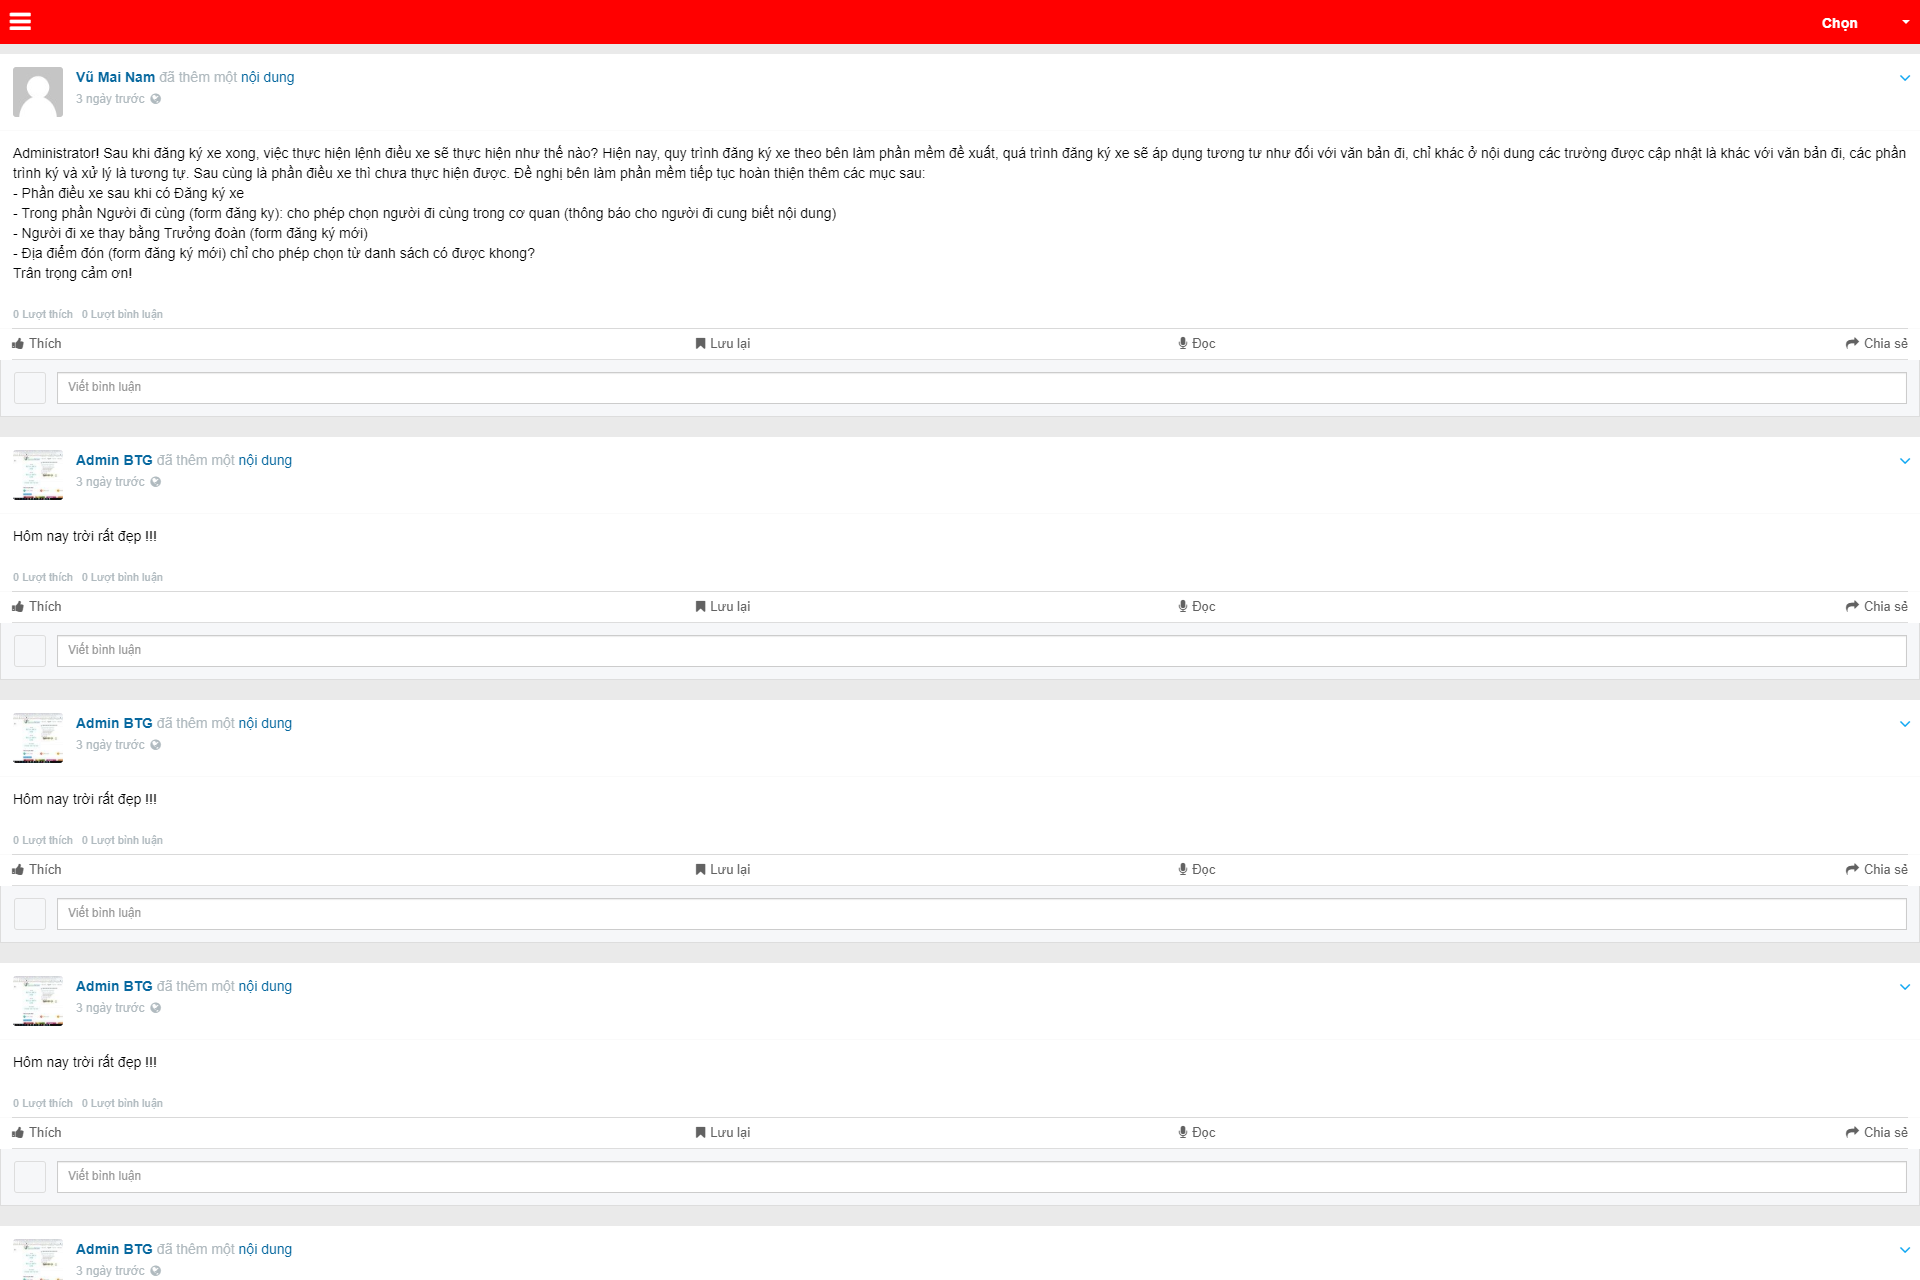 Chọn
Vũ Mai Nam đã thêm một nội dung
3 ngày trước
Administrator! Sau khi đăng ký xe xong, việc thực hiện lệnh điều xe sẽ thực hiện như thế nào? Hiện nay, quy trình đăng ký xe theo bên làm phần mềm đề xuất, quá trình đăng ký xe sẽ áp dụng tương tư như đối với văn bản đi, chỉ khác ở nội dung các trường được cập nhật là khác với văn bản đi, các phần
trình ký và xử lý là tương tự. Sau cùng là phần điều xe thì chưa thực hiện được. Đề nghị bên làm phần mềm tiếp tục hoàn thiện thêm các mục sau:
- Phần điều xe sau khi có Đăng ký xe
- Trong phần Người đi cùng (form đăng ky): cho phép chọn người đi cùng trong cơ quan (thông báo cho người đi cung biết nội dung)
- Người đi xe thay bằng Trưởng đoàn (form đăng ký mới)
- Địa điểm đón (form đăng ký mới) chỉ cho phép chọn từ danh sách có được khong?
Trân trọng cảm ơn!
0 Lượt thích 0 Lượt bình luận
Thích Lưu lại Đọc Chia sẻ
Viết bình luận
Admin BTG đã thêm một nội dung
3 ngày trước
Hôm nay trời rất đẹp !!!
0 Lượt thích 0 Lượt bình luận
Thích Lưu lại Đọc Chia sẻ
Viết bình luận
Admin BTG đã thêm một nội dung
3 ngày trước
Hôm nay trời rất đẹp !!!
0 Lượt thích 0 Lượt bình luận
Thích Lưu lại Đọc Chia sẻ
Viết bình luận
Admin BTG đã thêm một nội dung
3 ngày trước
Hôm nay trời rất đẹp !!!
0 Lượt thích 0 Lượt bình luận
Thích Lưu lại Đọc Chia sẻ
Viết bình luận
Admin BTG đã thêm một nội dung
3 ngày trước